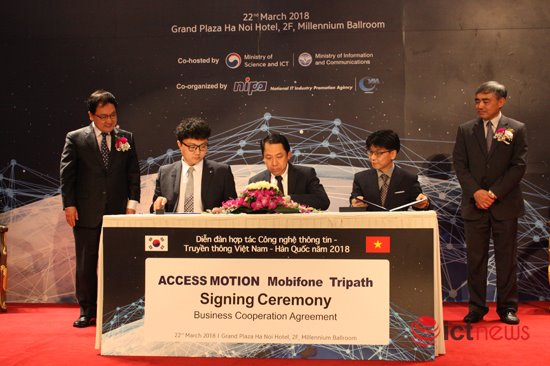 22nd March 2018
Grand Plaza Ha Noi Hotel, 2F, Millennium Ballroom
Co-hosted by
Ministry of
Science and ICT
Ministry of Information
and Communications
Co-organized by
nipa
National IT Industry Promotion Agency
Diễn đàn hợp tác Công nghệ thông tin -
Truyền thông Việt Nam - Hàn Quốc năm 2018
ACCESS MOTION Mobifone Tripath
Signing Ceremony
Business Cooperation Agreement
22nd March 2018 | Grand Plaza Ha Noi Hotel, 2F, Millennium Ballroom
ictnews